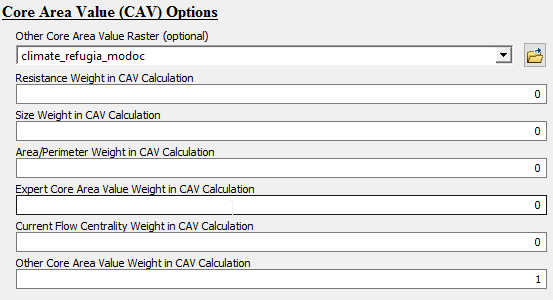 Core Area Value (CAV) Options
Other Core Area Value Raster (optional)
climate_refugia_modoc
Resistance Weight in CAV Calculation
0
Size Weight in CAV Calculation
0
Area/Perimeter Weight in CAV Calculation
0
Expert Core Area Value Weight in CAV Calculation
0
Current Flow Centrality Weight in CAV Calculation
0
Other Core Area Value Weight in CAV Calculation
1